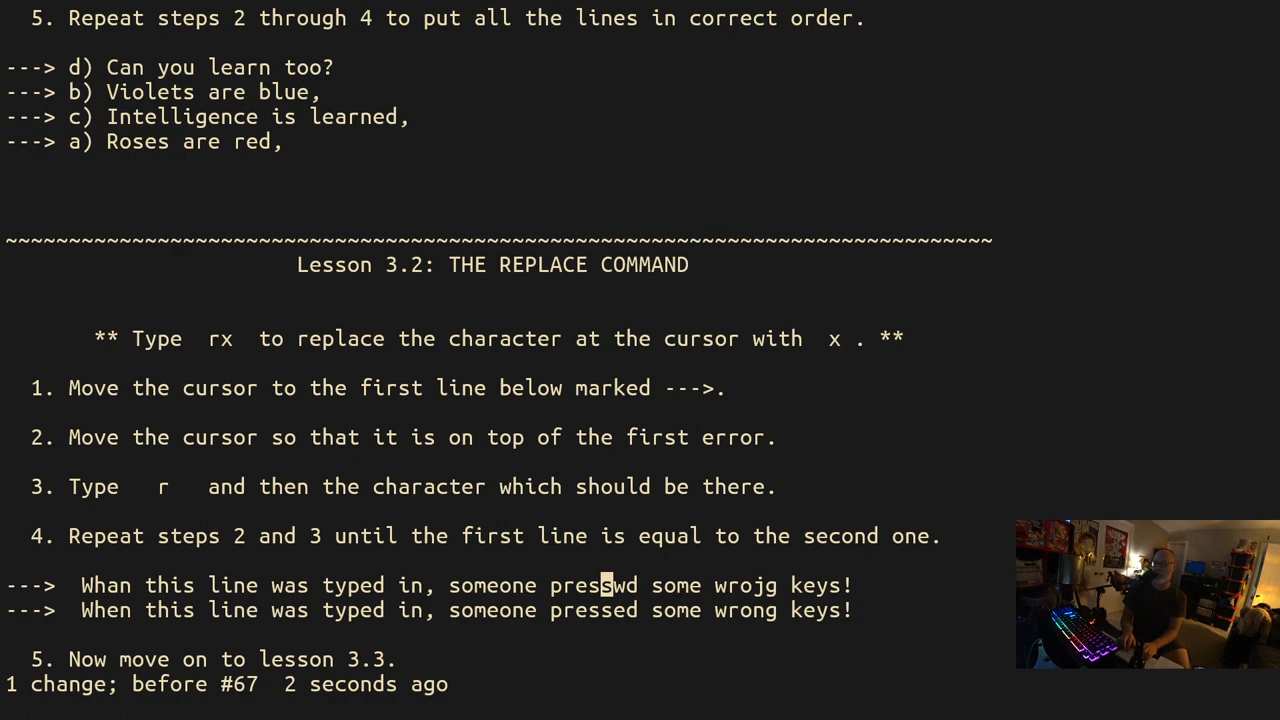 5. Repeat steps 2 through 4 to put all the lines in correct order.
---> d) Can you learn too?
---> b) Violets are blue,
---> c) Intelligence is learned,
---> a) Roses are red,
~~~~~~~~~~~~~~~~~~~~~~~~~~~~~~~~~~~~~~~~~~~~~~~~~~~~~~~~~~~~~~~~~~~~~~~~~~~~~~
Lesson 3.2: THE REPLACE COMMAND
** Type  rx  to replace the character at the cursor with  x . **
1. Move the cursor to the first line below marked --->.
2. Move the cursor so that it is on top of the first error.
3. Type   r   and then the character which should be there.
4. Repeat steps 2 and 3 until the first line is equal to the second one.
--->  Whan this line was typed in, someone presswd some wrojg keys!
--->  When this line was typed in, someone pressed some wrong keys!
5. Now move on to lesson 3.3.
1 change; before #67  2 seconds ago